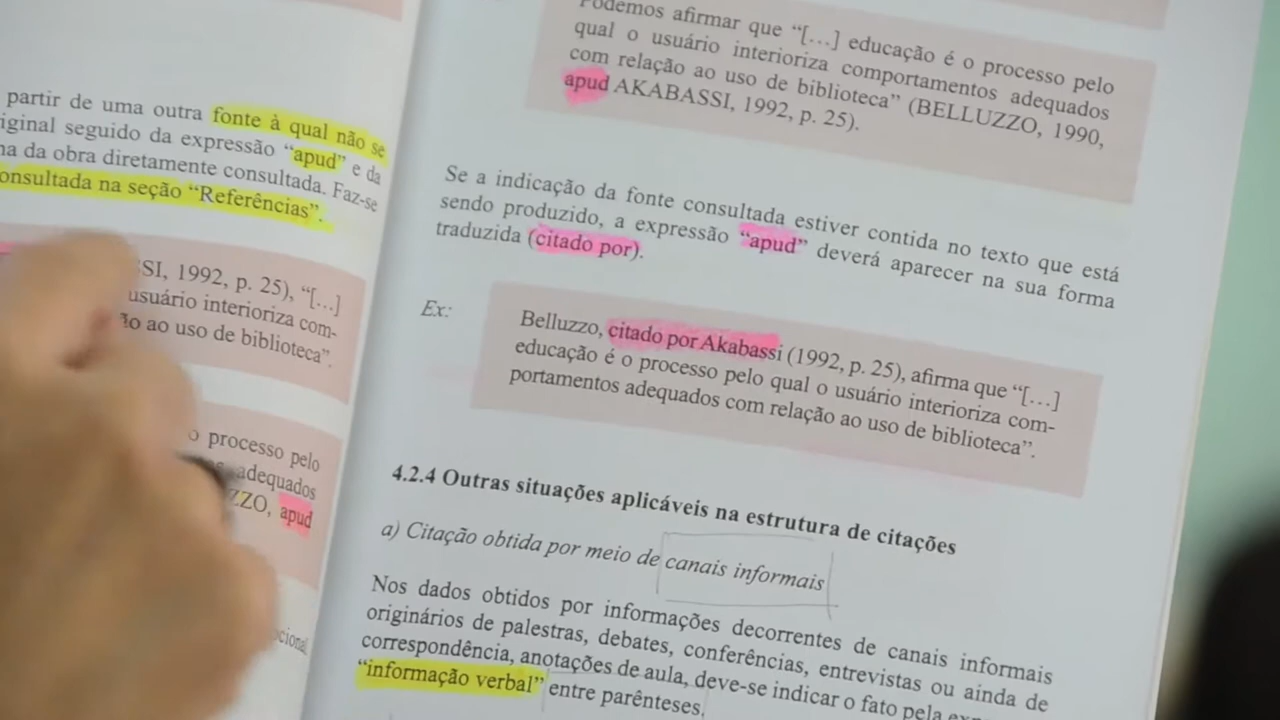 partir de uma outra fonte à qual não se
iginal seguido da expressão “apud” e da
na da obra diretamente consultada. Faz-se
onsultada na seção “Referências”.
SI, 1992, p. 25), “[...]
usuário interioriza com-
ão ao uso de biblioteca”.
o processo pelo
adequados
ZZO, apud
ocional
Podemos afirmar que “[...] educação é o processo pelo
qual o usuário interioriza comportamentos adequados
com relação ao uso de biblioteca” (BELLUZZO, 1990,
apud AKABASSI, 1992, p. 25).
Se a indicação da fonte consultada estiver contida no texto que está
sendo produzido, a expressão “apud” deverá aparecer na sua forma
traduzida (citado por).
Ex:
Belluzzo, citado por Akabassi (1992, p. 25), afirma que “[...]
educação é o processo pelo qual o usuário interioriza com-
portamentos adequados com relação ao uso de biblioteca”.
4.2.4 Outras situações aplicáveis na estrutura de citações
a) Citação obtida por meio de canais informais
Nos dados obtidos por informações decorrentes de canais informais
originários de palestras, debates, conferências, entrevistas ou ainda de
correspondência, anotações de aula, deve-se indicar o fato pela
“informação verbal” entre parênteses.